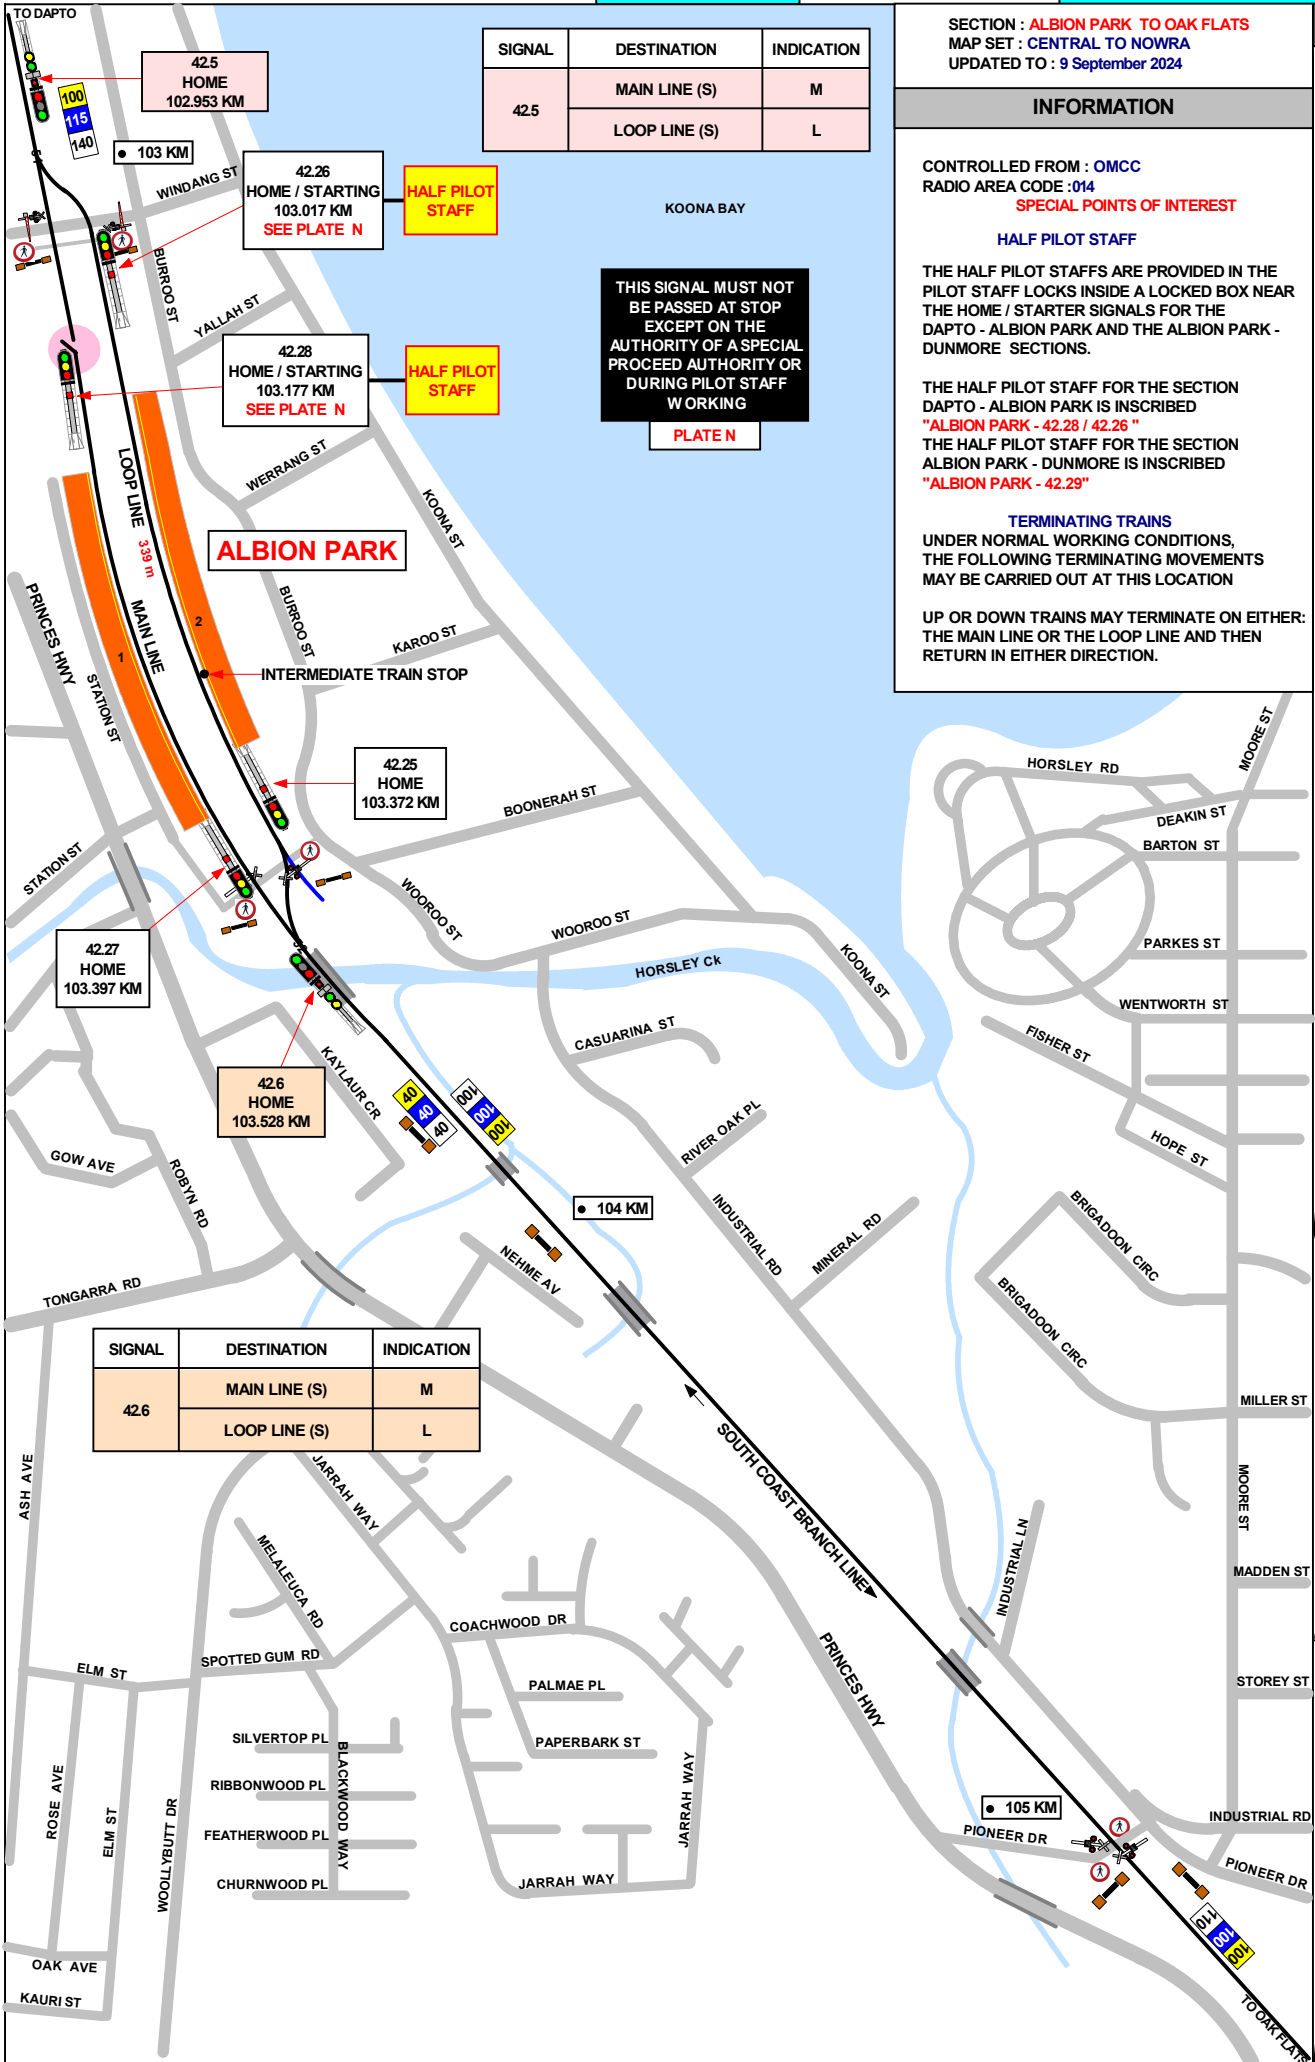 TO DAPTO
42.5
HOME
102.953 KM
100
115
140
103 KM
SIGNAL
DESTINATION
INDICATION
42.5
MAIN LINE (S)
M
LOOP LINE (S)
L
SECTION : ALBION PARK TO OAK FLATS
MAP SET : CENTRAL TO NOWRA
UPDATED TO : 9 September 2024
INFORMATION
CONTROLLED FROM : OMCC
RADIO AREA CODE :014
SPECIAL POINTS OF INTEREST
HALF PILOT STAFF
THE HALF PILOT STAFFS ARE PROVIDED IN THE
PILOT STAFF LOCKS INSIDE A LOCKED BOX NEAR
THE HOME / STARTER SIGNALS FOR THE
DAPTO - ALBION PARK AND THE ALBION PARK -
DUNMORE SECTIONS.
THE HALF PILOT STAFF FOR THE SECTION
DAPTO - ALBION PARK IS INSCRIBED
"ALBION PARK - 42.28 / 42.26 "
THE HALF PILOT STAFF FOR THE SECTION
ALBION PARK - DUNMORE IS INSCRIBED
"ALBION PARK - 42.29"
TERMINATING TRAINS
UNDER NORMAL WORKING CONDITIONS,
THE FOLLOWING TERMINATING MOVEMENTS
MAY BE CARRIED OUT AT THIS LOCATION
UP OR DOWN TRAINS MAY TERMINATE ON EITHER:
THE MAIN LINE OR THE LOOP LINE AND THEN
RETURN IN EITHER DIRECTION.
51
WINDANG ST
42.26
HOME / STARTING
103.017 KM
SEE PLATE N
HALF PILOT
STAFF
KOONA BAY
BURROO ST
YALLAH ST
THIS SIGNAL MUST NOT
BE PASSED AT STOP
EXCEPT ON THE
AUTHORITY OF A SPECIAL
PROCEED AUTHORITY OR
DURING PILOT STAFF
WORKING
PLATE N
42.28
HOME / STARTING
103.177 KM
SEE PLATE N
HALF PILOT
STAFF
WERRANG ST
KOONA ST
LOOP LINE 339 m
ALBION PARK
PRINCES HWY
MAIN LINE
1
2
BURROO ST
KAROO ST
STATION ST
INTERMEDIATE TRAIN STOP
42.25
HOME
103.372 KM
BOONERAH ST
STATION ST
WOOROO ST
WOOROO ST
KOONA ST
HORSLEY Ck
42.27
HOME
103.397 KM
52
42.6
HOME
103.528 KM
KAYLAUR CR
CASUARINA ST
40
40
40
100
100
100
RIVER OAK PL
104 KM
INDUSTRIAL RD
MINERAL RD
NEHME AV
GOW AVE
ROBYN RD
TONGARRA RD
HORSLEY RD
MOORE ST
DEAKIN ST
BARTON ST
PARKES ST
WENTWORTH ST
FISHER ST
HOPE ST
BRIGADOON CIRC
BRIGADOON CIRC
MILLER ST
MOORE ST
MADDEN ST
STOREY ST
SIGNAL
DESTINATION
INDICATION
42.6
MAIN LINE (S)
M
LOOP LINE (S)
L
SOUTH COAST BRANCH LINE
INDUSTRIAL LN
ASH AVE
JARRAH WAY
MELALEUCA RD
COACHWOOD DR
SPOTTED GUM RD
ELM ST
PALMAE PL
PAPERBARK ST
PRINCES HWY
SILVERTOP PL
RIBBONWOOD PL
FEATHERWOOD PL
CHURNWOOD PL
BLACKWOOD WAY
ROSE AVE
ELM ST
WOOLLYBUTT DR
JARRAH WAY
JARRAH WAY
105 KM
PIONEER DR
INDUSTRIAL RD
PIONEER DR
110
100
100
OAK AVE
KAURI ST
TO OAK FLATS